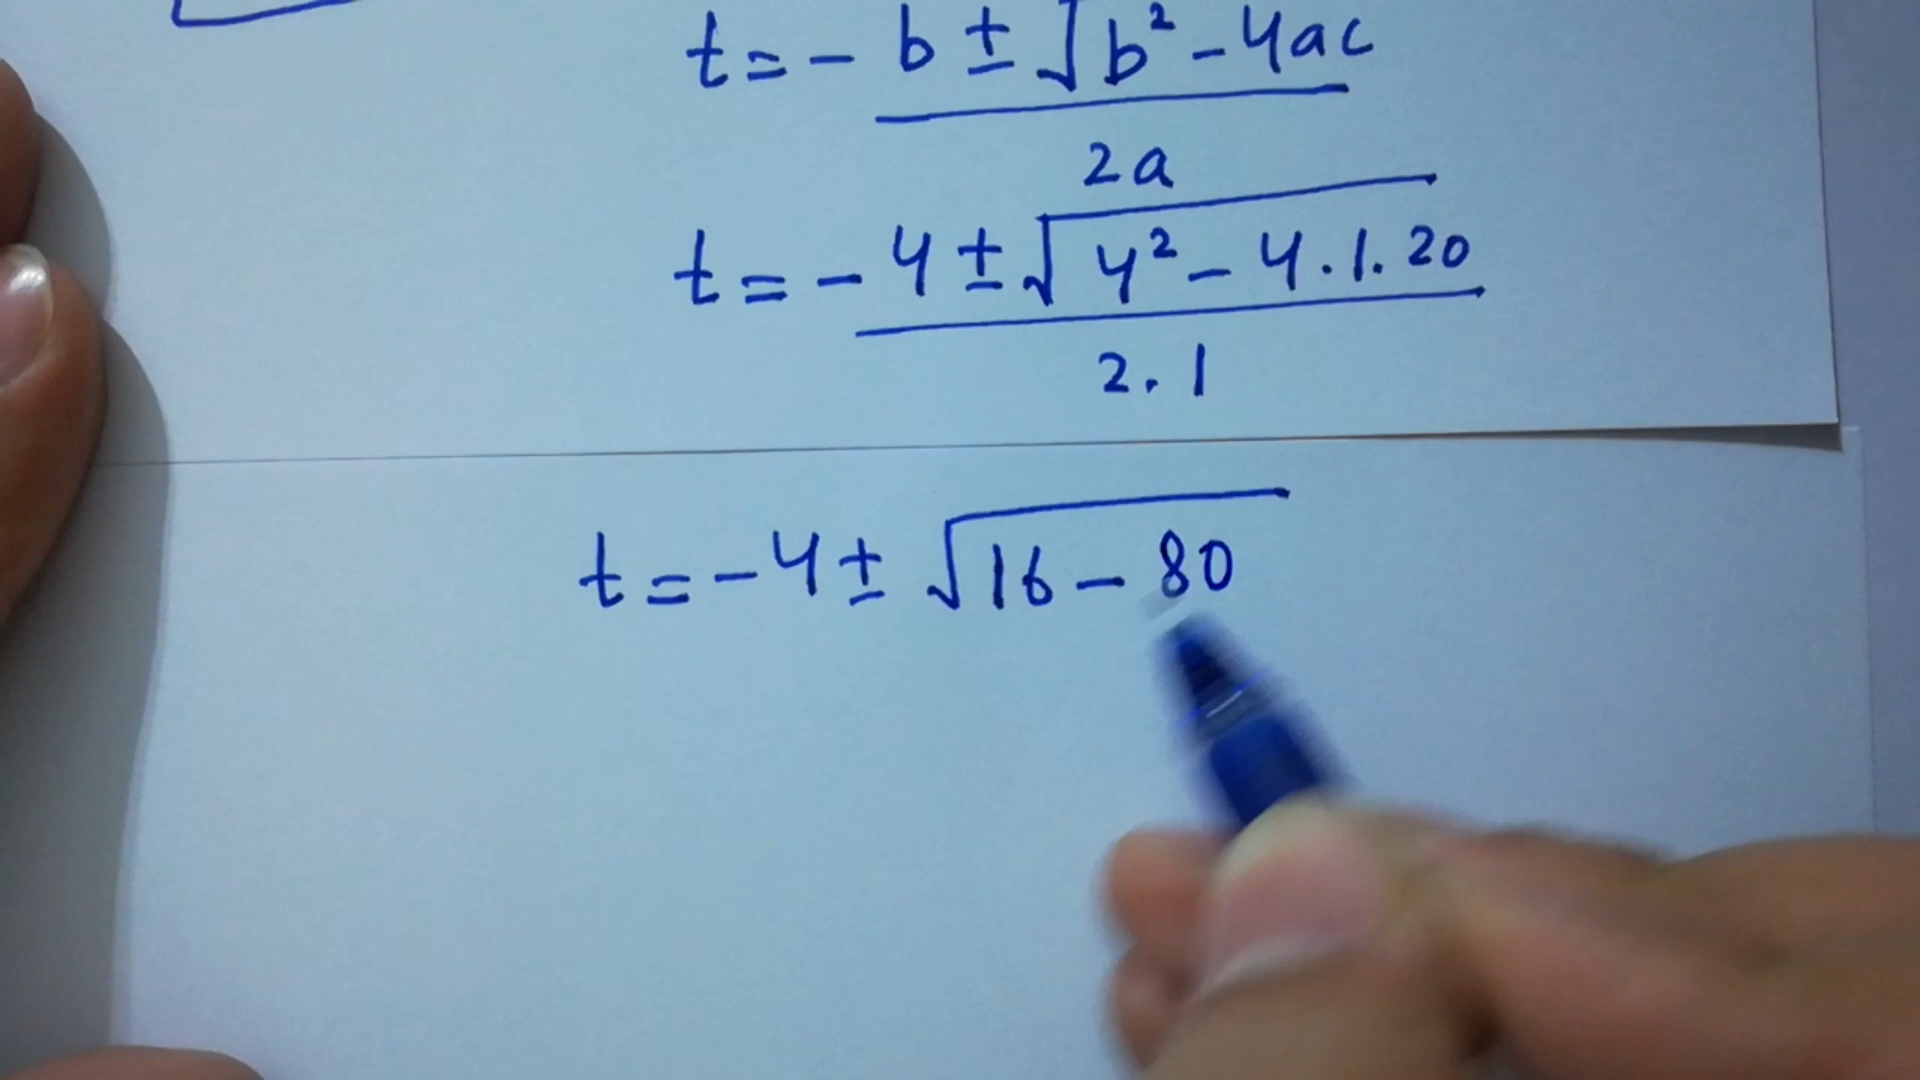 t = - b ± √b² - 4ac
2a
t = - 4 ± √4² - 4.1.20
2.1
t = - 4 ± √16 - 80